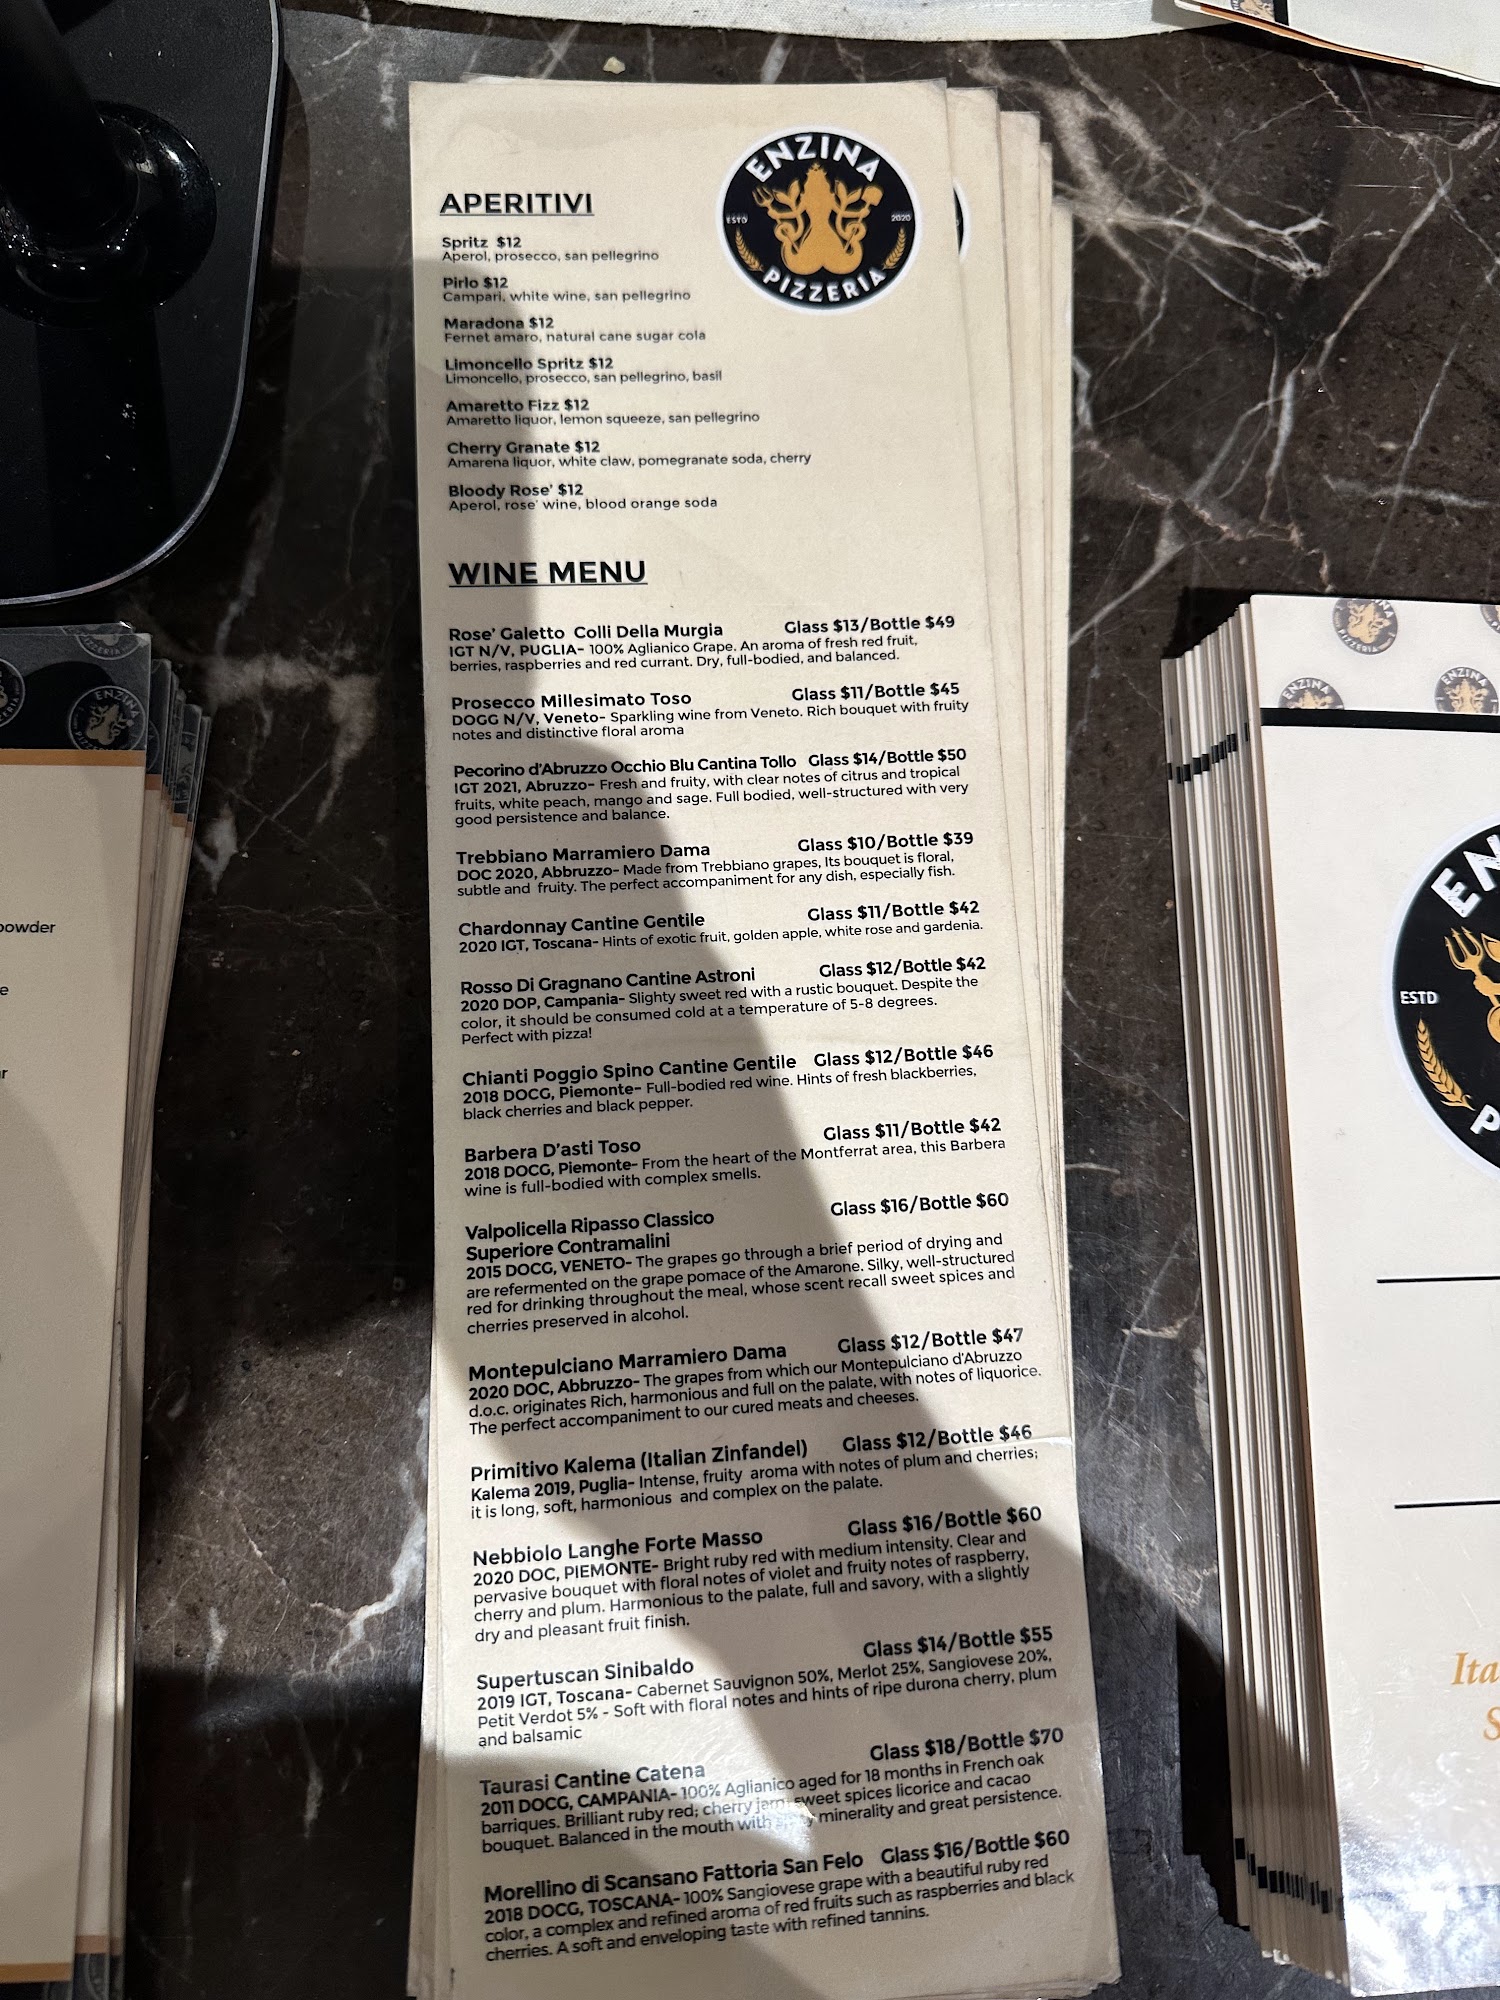 ENZINA
ESTD 2020
PIZZERIA
APERITIVI
Spritz $12
Aperol, prosecco, san pellegrino
Pirlo $12
Campari, white wine, san pellegrino
Maradona $12
Fernet amaro, natural cane sugar cola
Limoncello Spritz $12
Limoncello, prosecco, san pellegrino, basil
Amaretto Fizz $12
Amaretto liquor, lemon squeeze, san pellegrino
Cherry Granate $12
Amarena liquor, white claw, pomegranate soda, cherry
Bloody Rose' $12
Aperol, rose' wine, blood orange soda
WINE MENU
Rose' Galetto Colli Della Murgia Glass $13/Bottle $49
IGT N/V, PUGLIA- 100% Aglianico Grape. An aroma of fresh red fruit,
berries, raspberries and red currant. Dry, full-bodied, and balanced.
Prosecco Millesimato Toso Glass $11/Bottle $45
DOGG N/V, Veneto- Sparkling wine from Veneto. Rich bouquet with fruity
notes and distinctive floral aroma
Pecorino d'Abruzzo Occhio Blu Cantina Tollo Glass $14/Bottle $50
IGT 2021, Abruzzo- Fresh and fruity, with clear notes of citrus and tropical
fruits, white peach, mango and sage. Full bodied, well-structured with very
good persistence and balance.
Trebbiano Marramiero Dama Glass $10/Bottle $39
DOC 2020, Abbruzzo- Made from Trebbiano grapes, Its bouquet is floral,
subtle and fruity. The perfect accompaniment for any dish, especially fish.
Chardonnay Cantine Gentile Glass $11/Bottle $42
2020 IGT, Toscana- Hints of exotic fruit, golden apple, white rose and gardenia.
Rosso Di Gragnano Cantine Astroni Glass $12/Bottle $42
2020 DOP, Campania- Slighty sweet red with a rustic bouquet. Despite the
color, it should be consumed cold at a temperature of 5-8 degrees.
Perfect with pizza!
Chianti Poggio Spino Cantine Gentile Glass $12/Bottle $46
2018 DOCG, Piemonte- Full-bodied red wine. Hints of fresh blackberries,
black cherries and black pepper.
Barbera D'asti Toso Glass $11/Bottle $42
2018 DOCG, Piemonte- From the heart of the Montferrat area, this Barbera
wine is full-bodied with complex smells.
Valpolicella Ripasso Classico Glass $16/Bottle $60
Superiore Contramalini
2015 DOCG, VENETO- The grapes go through a brief period of drying and
are refermented on the grape pomace of the Amarone. Silky, well-structured
red for drinking throughout the meal, whose scent recall sweet spices and
cherries preserved in alcohol.
Montepulciano Marramiero Dama Glass $12/Bottle $47
2020 DOC, Abbruzzo- The grapes from which our Montepulciano d'Abruzzo
d.o.c. originates Rich, harmonious and full on the palate, with notes of liquorice.
The perfect accompaniment to our cured meats and cheeses.
Primitivo Kalema (Italian Zinfandel) Glass $12/Bottle $46
Kalema 2019, Puglia- Intense, fruity aroma with notes of plum and cherries;
it is long, soft, harmonious and complex on the palate.
Nebbiolo Langhe Forte Masso Glass $16/Bottle $60
2020 DOC, PIEMONTE- Bright ruby red with medium intensity. Clear and
pervasive bouquet with floral notes of violet and fruity notes of raspberry,
cherry and plum. Harmonious to the palate, full and savory, with a slightly
dry and pleasant fruit finish.
Supertuscan Sinibaldo Glass $14/Bottle $55
2019 IGT, Toscana- Cabernet Sauvignon 50%, Merlot 25%, Sangiovese 20%,
Petit Verdot 5% - Soft with floral notes and hints of ripe durona cherry, plum
and balsamic
Taurasi Cantine Catena Glass $18/Bottle $70
2011 DOCG, CAMPANIA- 100% Aglianico aged for 18 months in French oak
barriques. Brilliant ruby red; cherry jam, sweet spices licorice and cacao
bouquet. Balanced in the mouth with minerality and great persistence.
Morellino di Scansano Fattoria San Felo Glass $16/Bottle $60
2018 DOCG, TOSCANA- 100% Sangiovese grape with a beautiful ruby red
color, a complex and refined aroma of red fruits such as raspberries and black
cherries. A soft and enveloping taste with refined tannins.
ENZINA
PIZZERIA
powder
e
r
PIZZERIA
ENZINA
ENZINA
EN
ESTD
P
Ita
S